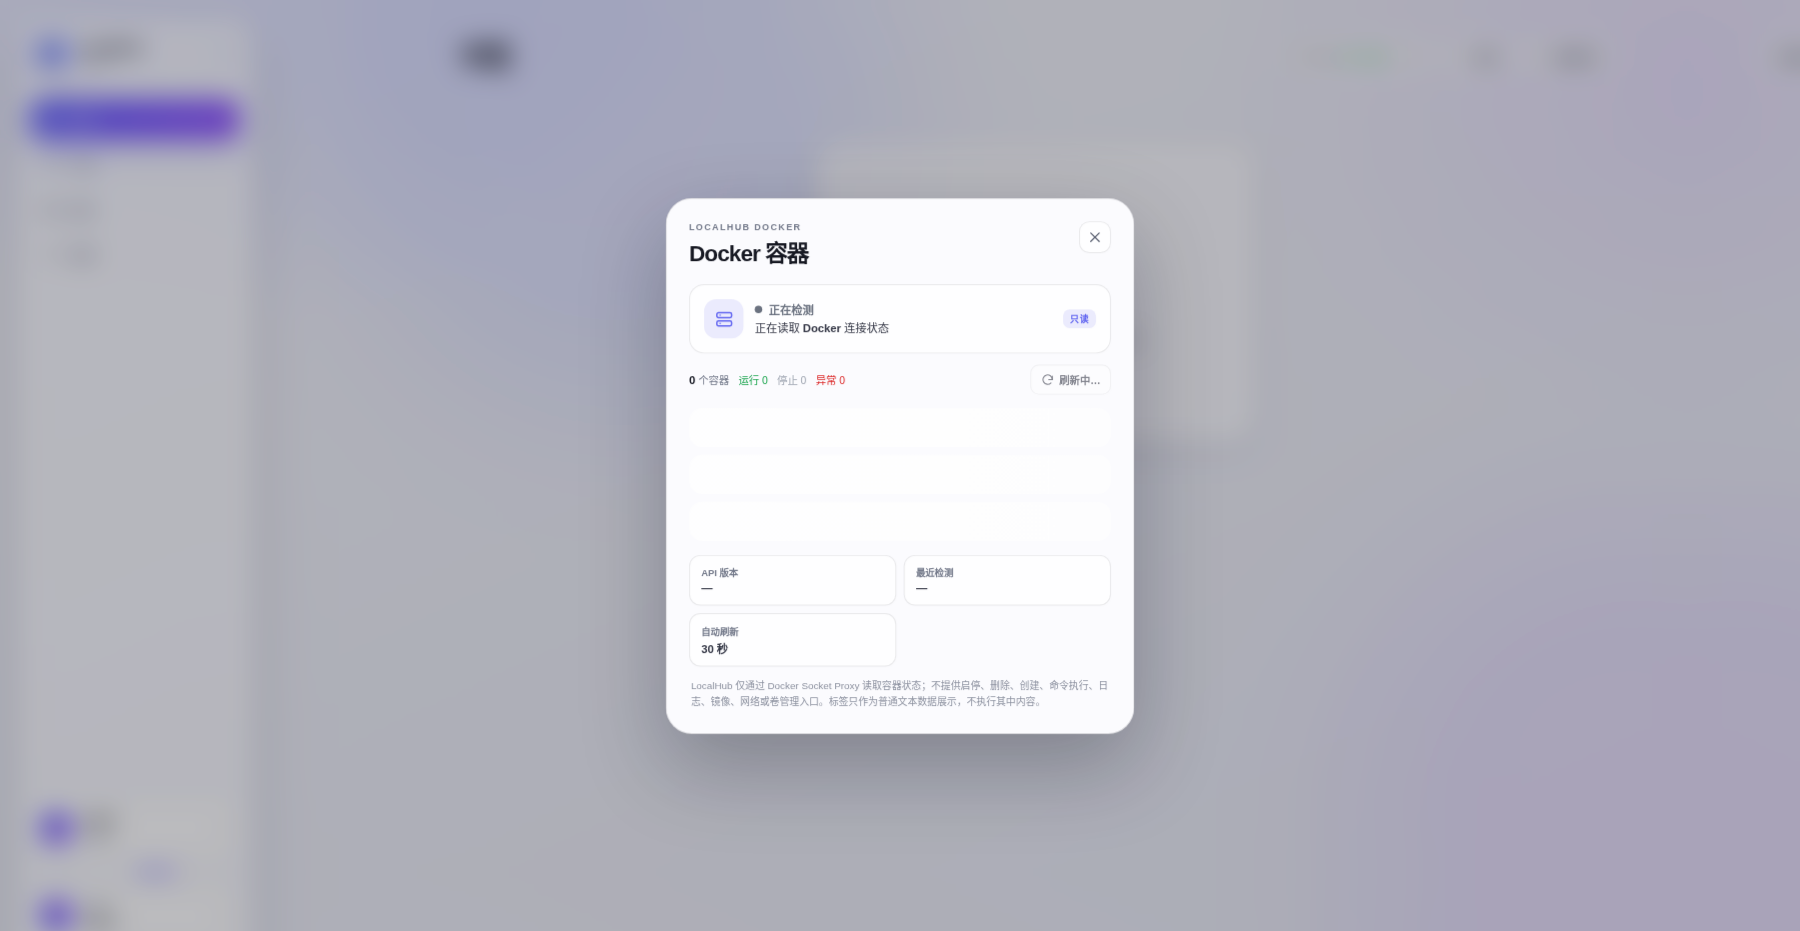 LOCALHUB DOCKER
Docker 容器
正在检测
正在读取 Docker 连接状态
只读
0 个容器 运行 0 停止 0 异常 0
刷新中...
API 版本
—
最近检测
—
自动刷新
30 秒
LocalHub 仅通过 Docker Socket Proxy 读取容器状态；不提供启停、删除、创建、命令执行、日
志、镜像、网络或卷管理入口。标签只作为普通文本数据展示，不执行其中内容。